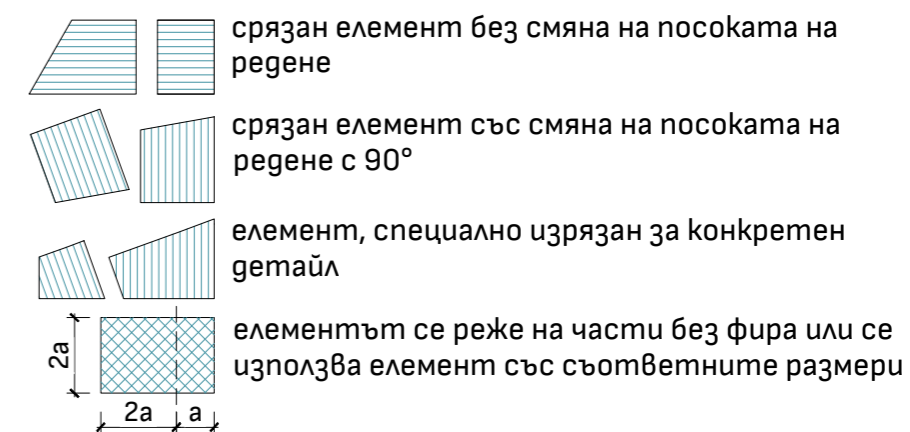 срязан елемент без смяна на посоката на
редене
срязан елемент със смяна на посоката на
редене с 90°
елемент, специално изрязан за конкретен
детайл
елементът се реже на части без фира или се
използва елемент със съответните размери
2a
2a a